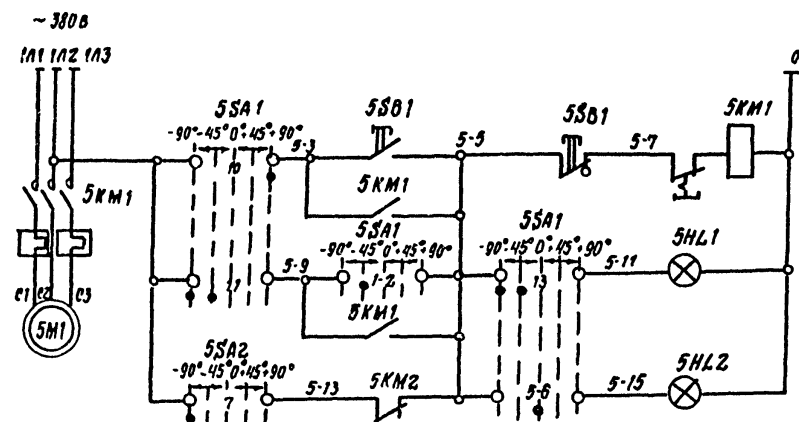 ~ 380 в
1Л1 1Л2 1Л3
0
5SA1
-90° -45° 0° +45° +90°
10
5-3
5SB1
5-5
5SB1
5-7
5KM1
5KM1
5KM1
5SA1
-90° -45° 0° +45° +90°
1-2
5-9
5SA1
-90° -45° 0° +45° +90°
13
5-11
5HL1
5KM1
C1 C2 C3
5M1
5SA2
-90° -45° 0° +45° +90°
7
5-13
5KM2
5-6
5-15
5HL2